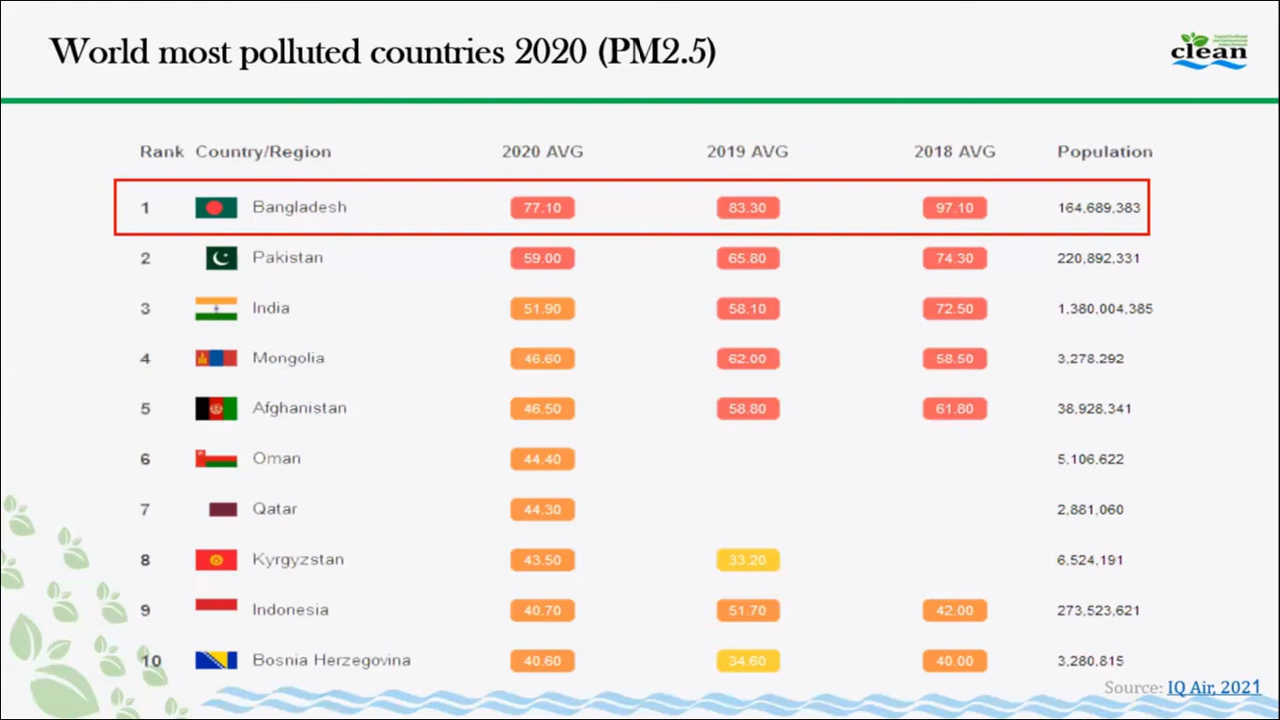 World most polluted countries 2020 (PM2.5)
clean
Rank Country/Region 2020 AVG 2019 AVG 2018 AVG Population
1 Bangladesh 77.10 83.30 97.10 164,689,383
2 Pakistan 59.00 65.80 74.30 220,892,331
3 India 51.90 58.10 72.50 1,380,004,385
4 Mongolia 46.60 62.00 58.50 3,278,292
5 Afghanistan 46.50 58.80 61.80 38,928,341
6 Oman 44.40 5,106,622
7 Qatar 44.30 2,881,060
8 Kyrgyzstan 43.50 33.20 6,524,191
9 Indonesia 40.70 51.70 42.00 273,523,621
10 Bosnia Herzegovina 40.60 34.60 40.00 3,280,815
Source: IQ Air, 2021